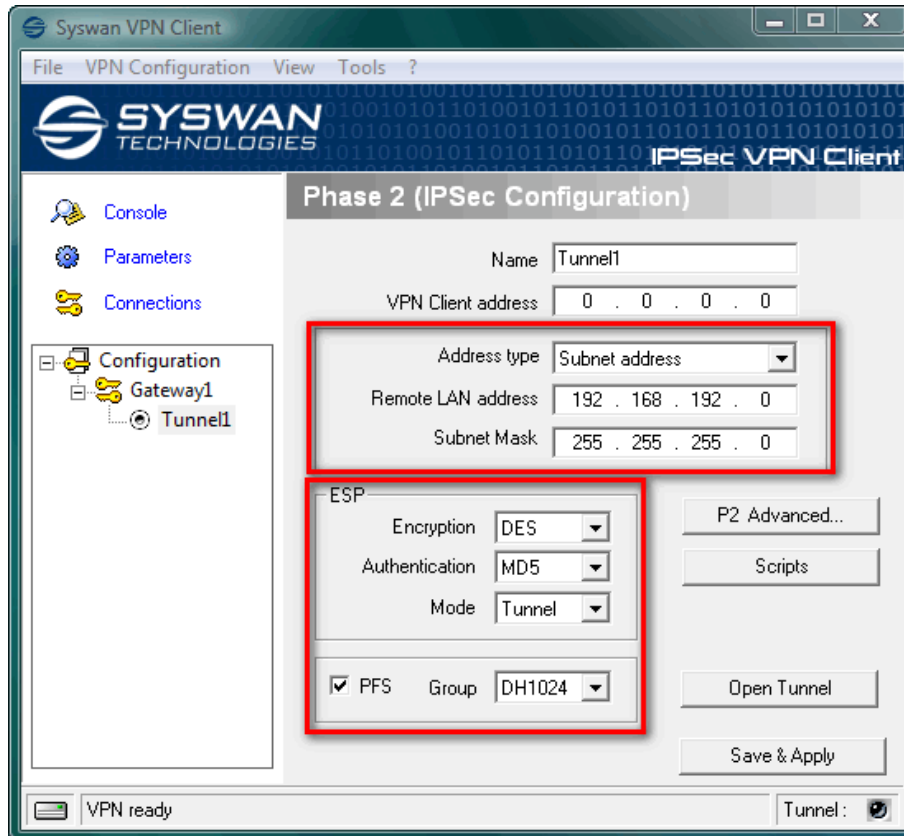 Syswan VPN Client
File VPN Configuration View Tools ?
SYSWAN
TECHNOLOGIES
IPSec VPN Client
Console
Parameters
Connections
Configuration
Gateway1
Tunnel1
Phase 2 (IPSec Configuration)
Name Tunnel1
VPN Client address 0 . 0 . 0 . 0
Address type Subnet address
Remote LAN address 192 . 168 . 192 . 0
Subnet Mask 255 . 255 . 255 . 0
ESP
Encryption DES
Authentication MD5
Mode Tunnel
PFS Group DH1024
P2 Advanced...
Scripts
Open Tunnel
Save & Apply
VPN ready
Tunnel :